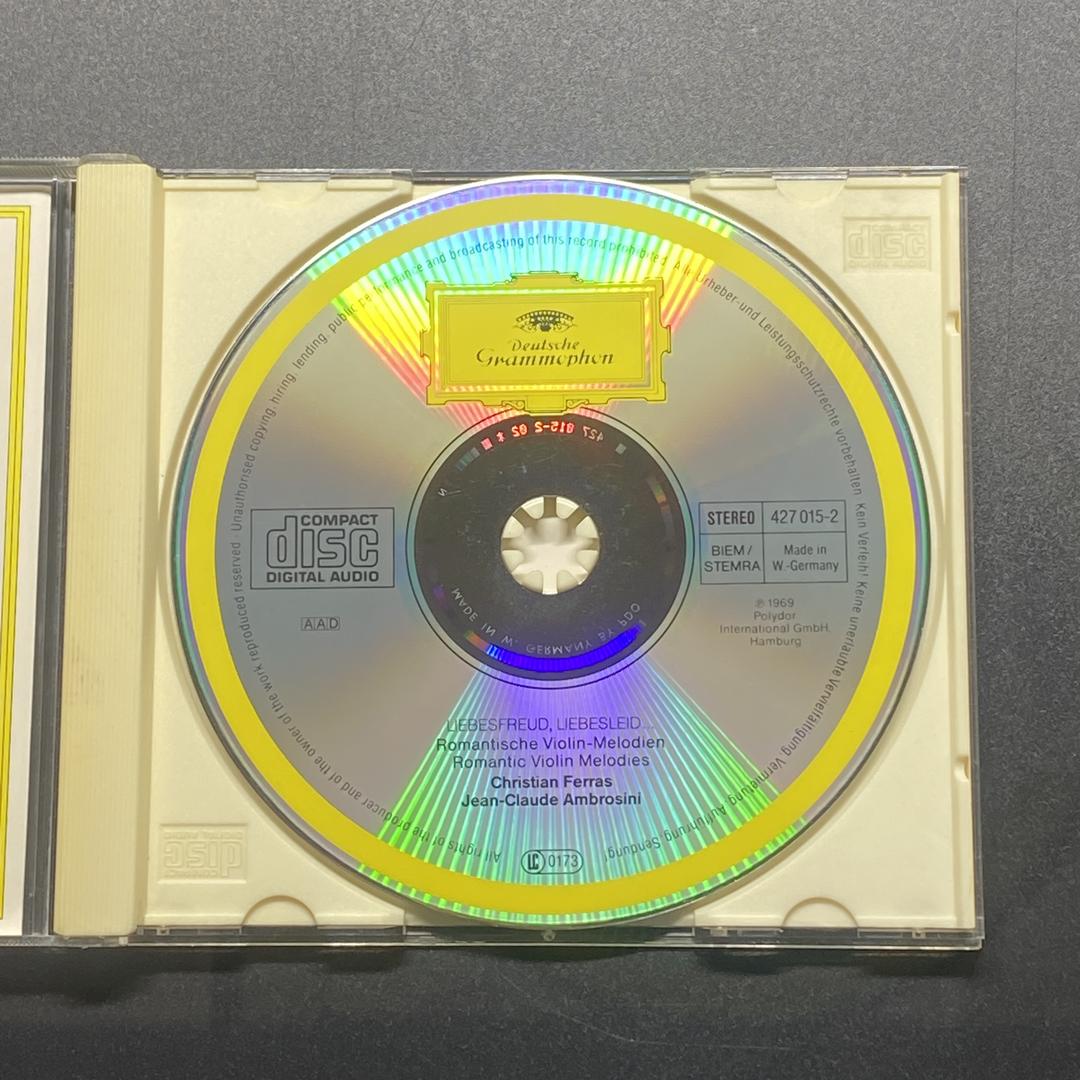 Deutsche
Grammophon
COMPACT
disc
DIGITAL AUDIO
AAD
STEREO 427 015-2
BIEM/
STEMRA
Made in
W.-Germany
℗ 1969
Polydor
International GmbH,
Hamburg
LIEBESFREUD, LIEBESLEID...
Romantische Violin-Melodien
Romantic Violin Melodies
Christian Ferras
Jean-Claude Ambrosini
LC 0173
All rights of the producer and of the owner of the work reproduced reserved · Unauthorised copying, hiring, lending, public performance and broadcasting of this record prohibited. Alle Urheber-und Leistungsschutzrechte vorbehalten. Kein Verleih! Keine unerlaubte Vervielfältigung, Vermietung, Aufführung, Sendung!
427 015-2 02 *
MADE IN W. GERMANY BY PDO
disc
COMPACT
disc
DIGITAL AUDIO